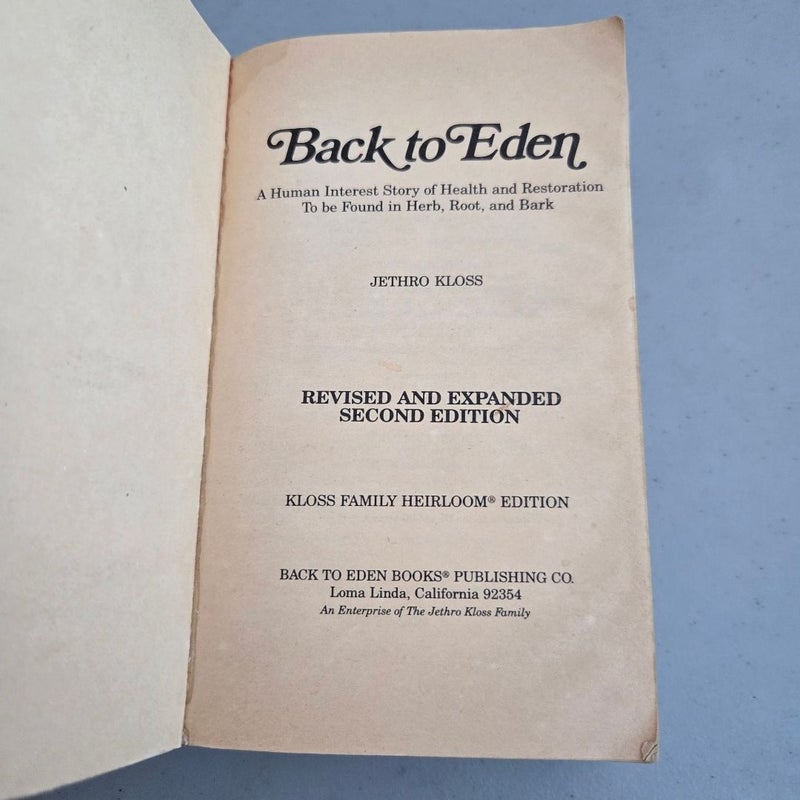 Back to Eden
A Human Interest Story of Health and Restoration
To be Found in Herb, Root, and Bark
JETHRO KLOSS
REVISED AND EXPANDED
SECOND EDITION
KLOSS FAMILY HEIRLOOM® EDITION
BACK TO EDEN BOOKS® PUBLISHING CO.
Loma Linda, California 92354
An Enterprise of The Jethro Kloss Family